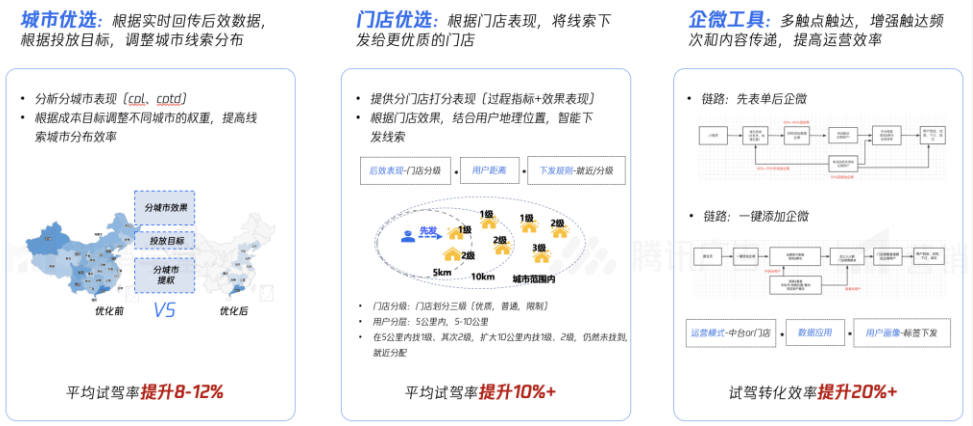 城市优选：根据实时回传后效数据，
根据投放目标，调整城市线索分布
• 分析分城市表现（cpl、cptd）
• 根据成本目标调整不同城市的权重，提高线
索城市分布效率
分城市效果
投放目标
分城市
提权
优化前
VS
优化后
平均试驾率提升8-12%
门店优选：根据门店表现，将线索下
发给更优质的门店
• 提供分门店打分表现（过程指标+效果表现）
• 根据门店效果，结合用户地理位置，智能下
发线索
后效表现-门店分级
用户距离
下发规则-就近/分级
先发
1级
2级
1级
2级
1级
2级
3级
5km
10km
城市范围内
• 门店分级：门店划分三级（优质，普通，限制）
• 用户分层：5公里内，5-10公里
• 在5公里内找1级、其次2级，扩大10公里内找1级、2级，仍然未找到，
就近分配
平均试驾率提升10%+
企微工具：多触点触达，增强触达频
次和内容传递，提高运营效率
• 链路：先表单后企微
• 链路：一键添加企微
运营模式-中台or门店
数据应用
用户画像-标签下发
试驾转化效率提升20%+